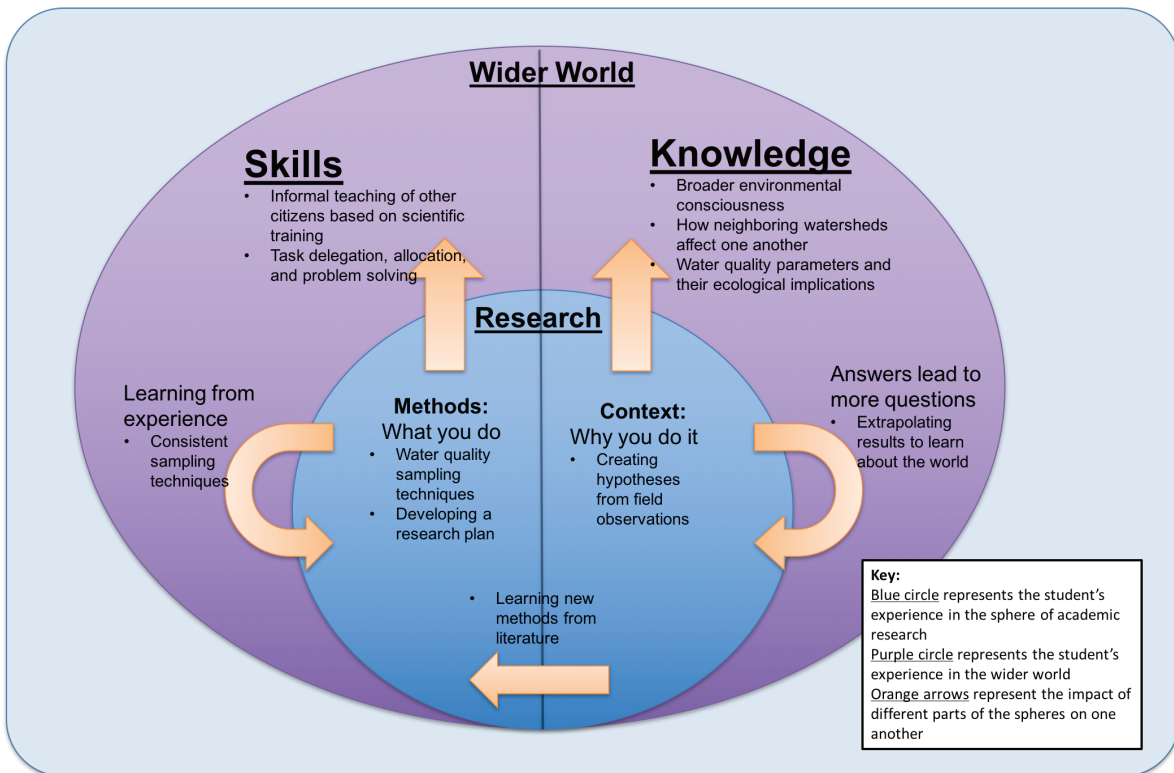 Wider World
Skills
• Informal teaching of other
citizens based on scientific
training
• Task delegation, allocation,
and problem solving
Knowledge
• Broader environmental
consciousness
• How neighboring watersheds
affect one another
• Water quality parameters and
their ecological implications
Research
Learning from
experience
• Consistent
sampling
techniques
Methods:
What you do
• Water quality
sampling
techniques
• Developing a
research plan
Context:
Why you do it
• Creating
hypotheses
from field
observations
Answers lead to
more questions
• Extrapolating
results to learn
about the world
• Learning new
methods from
literature
Key:
Blue circle represents the student’s
experience in the sphere of academic
research
Purple circle represents the student’s
experience in the wider world
Orange arrows represent the impact of
different parts of the spheres on one
another